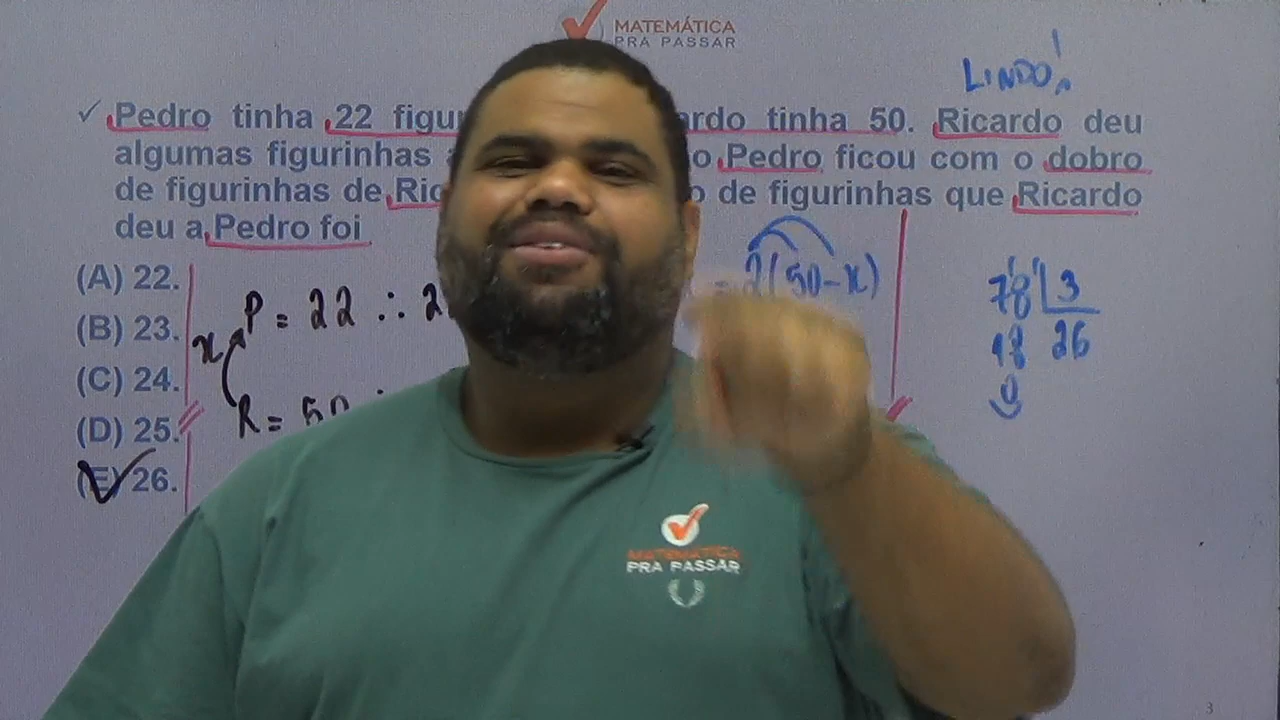 MATEMÁTICA
PRA PASSAR
LINDO!
✓ Pedro tinha 22 tinha 50. Ricardo deu
algumas figurinhas Pedro ficou com o dobro
de figurinhas de de figurinhas que Ricardo
deu a Pedro foi
(A) 22.
(B) 23.
(C) 24.
(D) 25.
(E) 26.
P = 22 ∴ 2
x
R = 50
= 2(50-x)
78 3
18 26
0
MATEMÁTICA
PRA PASSAR
3